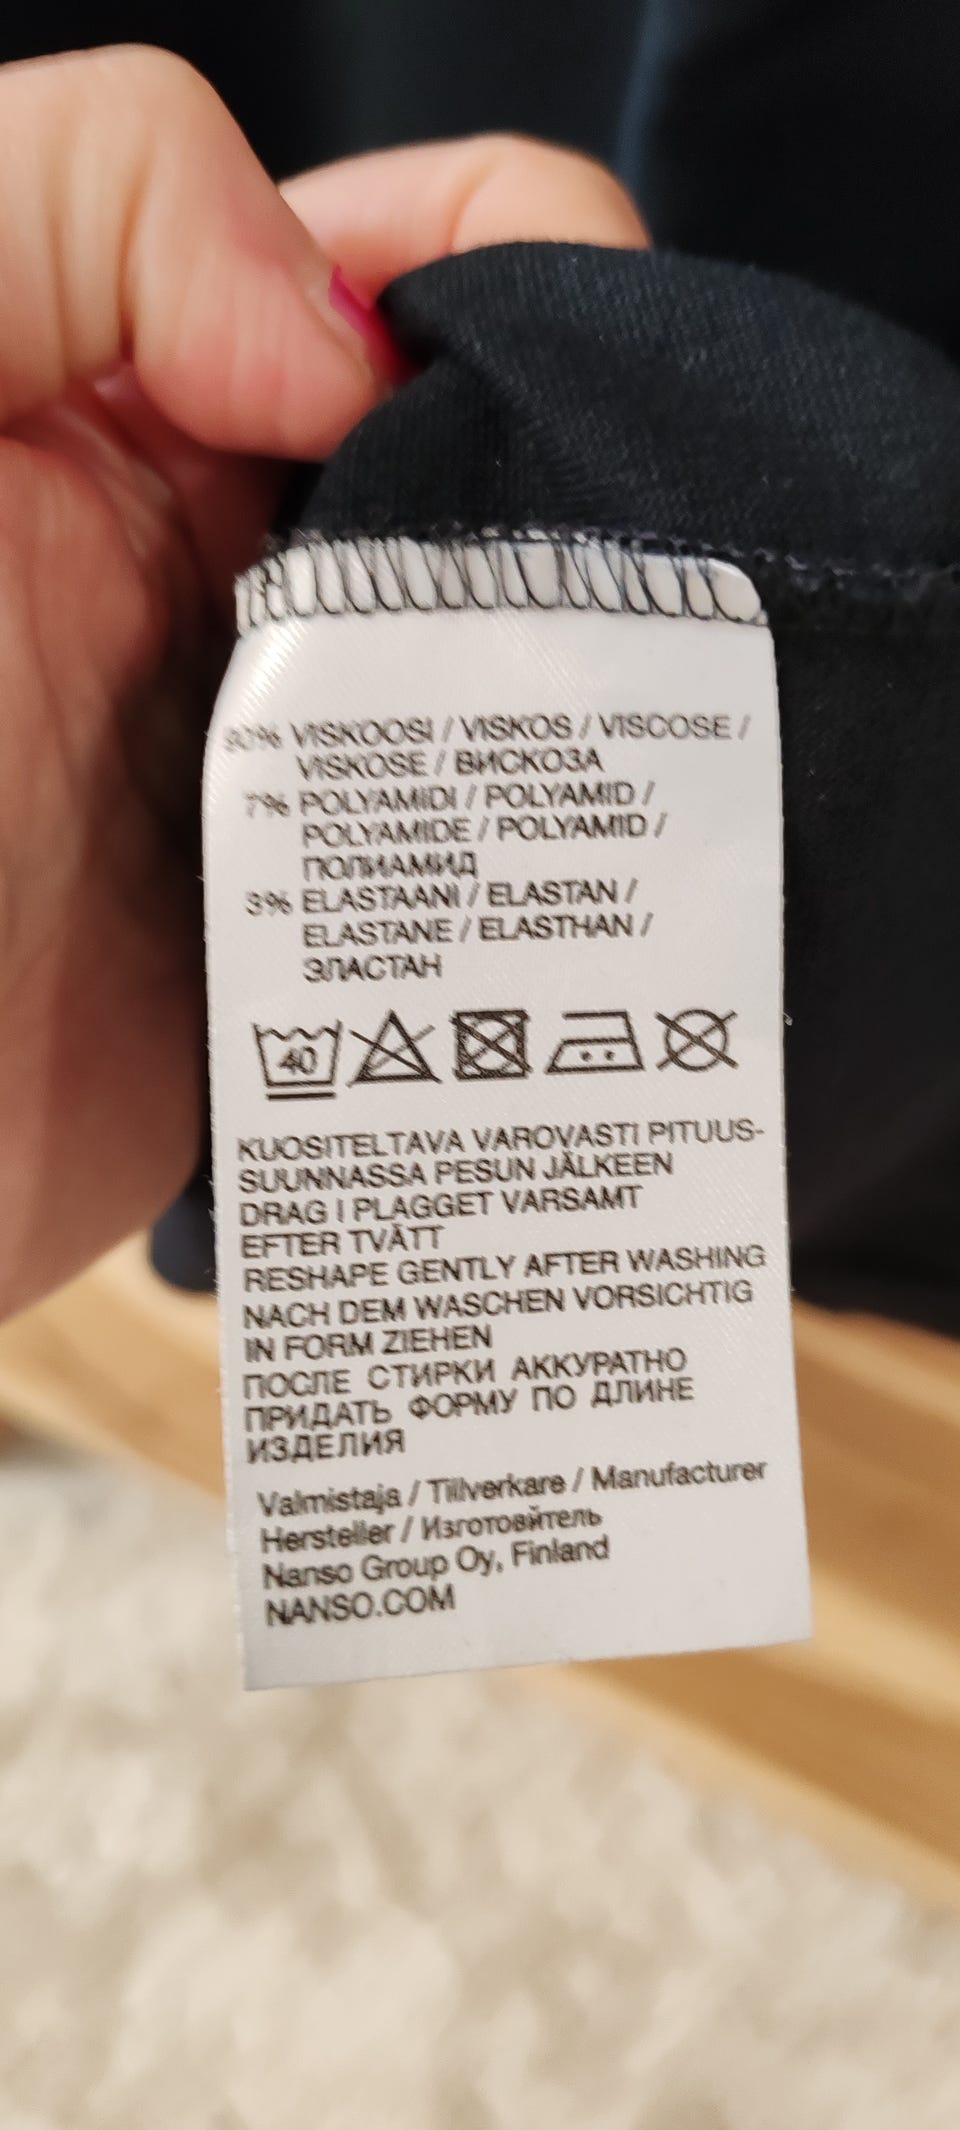 90% VISKOOSI / VISKOS / VISCOSE /
VISKOSE / ВИСКОЗА
7% POLYAMIDI / POLYAMID /
POLYAMIDE / POLYAMID /
ПОЛИАМИД
3% ELASTAANI / ELASTAN /
ELASTANE / ELASTHAN /
ЭЛАСТАН
40
KUOSITELTAVA VAROVASTI PITUUS-
SUUNNASSA PESUN JÄLKEEN
DRAG I PLAGGET VARSAMT
EFTER TVÄTT
RESHAPE GENTLY AFTER WASHING
NACH DEM WASCHEN VORSICHTIG
IN FORM ZIEHEN
ПОСЛЕ СТИРКИ АККУРАТНО
ПРИДАТЬ ФОРМУ ПО ДЛИНЕ
ИЗДЕЛИЯ
Valmistaja / Tillverkare / Manufacturer
Hersteller / Изготовйтель
Nanso Group Oy, Finland
NANSO.COM